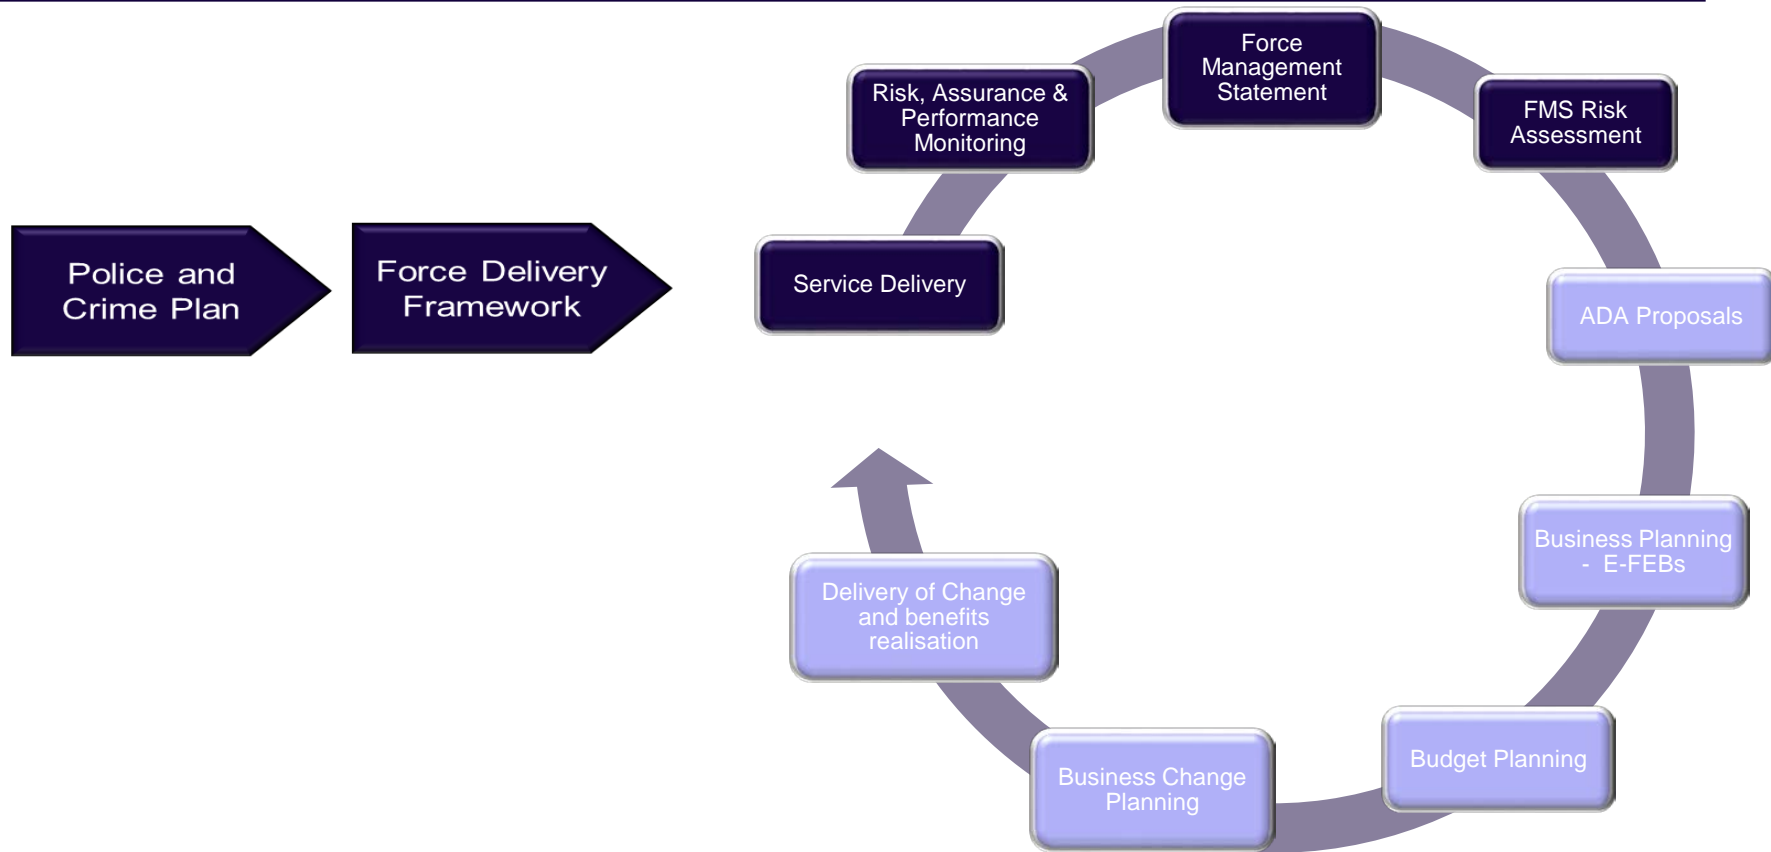 Police and
Crime Plan
Force Delivery
Framework
Service Delivery
Risk, Assurance &
Performance
Monitoring
Force
Management
Statement
FMS Risk
Assessment
ADA Proposals
Business Planning
- E-FEBs
Budget Planning
Business Change
Planning
Delivery of Change
and benefits
realisation